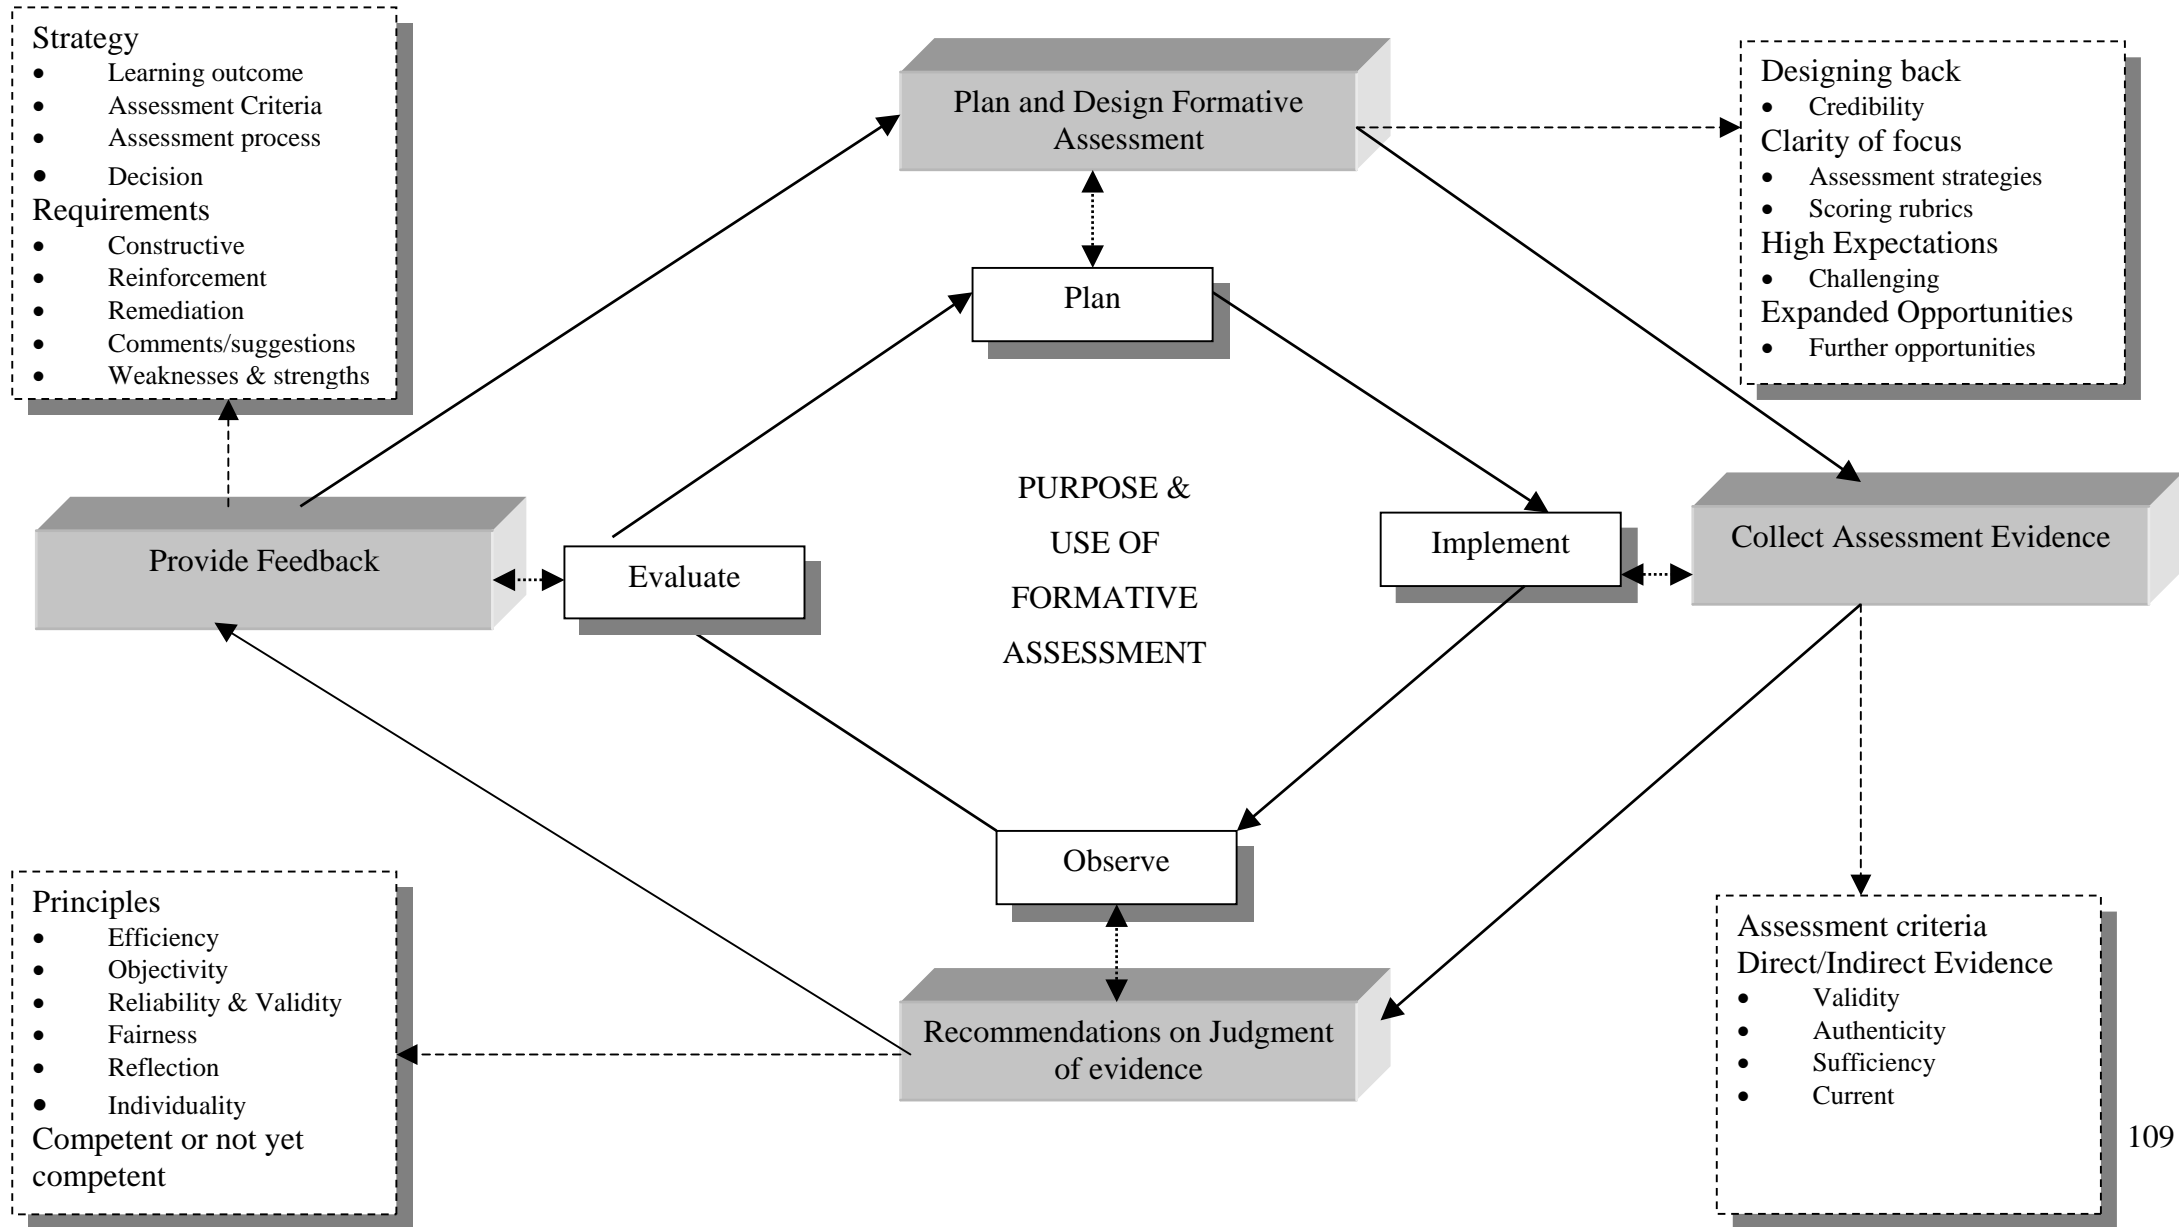 Strategy
• Learning outcome
• Assessment Criteria
• Assessment process
• Decision
Requirements
• Constructive
• Reinforcement
• Remediation
• Comments/suggestions
• Weaknesses & strengths
Plan and Design Formative
Assessment
Designing back
• Credibility
Clarity of focus
• Assessment strategies
• Scoring rubrics
High Expectations
• Challenging
Expanded Opportunities
• Further opportunities
Plan
PURPOSE &
USE OF
FORMATIVE
ASSESSMENT
Provide Feedback
Evaluate
Implement
Collect Assessment Evidence
Observe
Recommendations on Judgment
of evidence
Principles
• Efficiency
• Objectivity
• Reliability & Validity
• Fairness
• Reflection
• Individuality
Competent or not yet
competent
Assessment criteria
Direct/Indirect Evidence
• Validity
• Authenticity
• Sufficiency
• Current
109